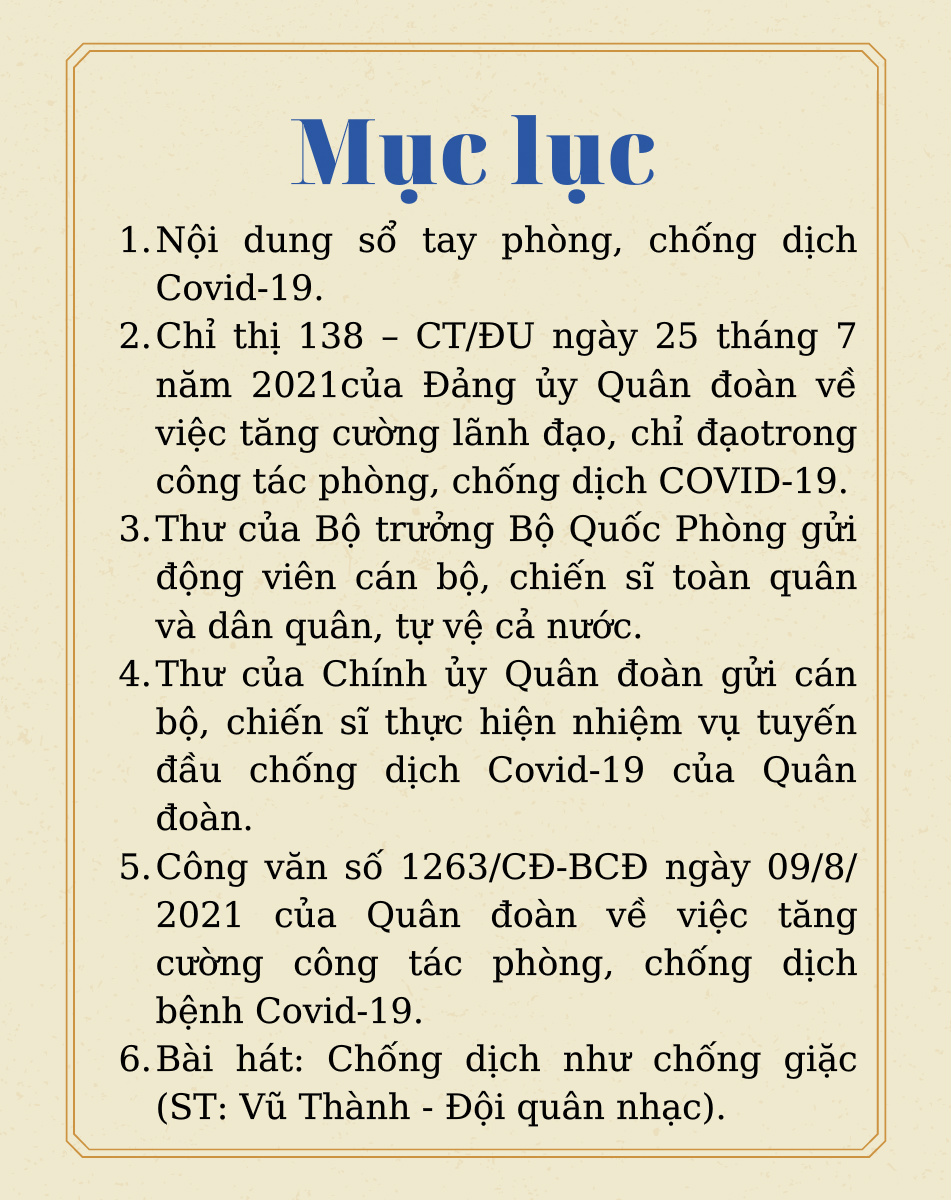 Mục lục
1. Nội dung sổ tay phòng, chống dịch
Covid-19.
2. Chỉ thị 138 – CT/ĐU ngày 25 tháng 7
năm 2021của Đảng ủy Quân đoàn về
việc tăng cường lãnh đạo, chỉ đạotrong
công tác phòng, chống dịch COVID-19.
3. Thư của Bộ trưởng Bộ Quốc Phòng gửi
động viên cán bộ, chiến sĩ toàn quân
và dân quân, tự vệ cả nước.
4. Thư của Chính ủy Quân đoàn gửi cán
bộ, chiến sĩ thực hiện nhiệm vụ tuyến
đầu chống dịch Covid-19 của Quân
đoàn.
5. Công văn số 1263/CĐ-BCĐ ngày 09/8/
2021 của Quân đoàn về việc tăng
cường công tác phòng, chống dịch
bệnh Covid-19.
6. Bài hát: Chống dịch như chống giặc
(ST: Vũ Thành - Đội quân nhạc).